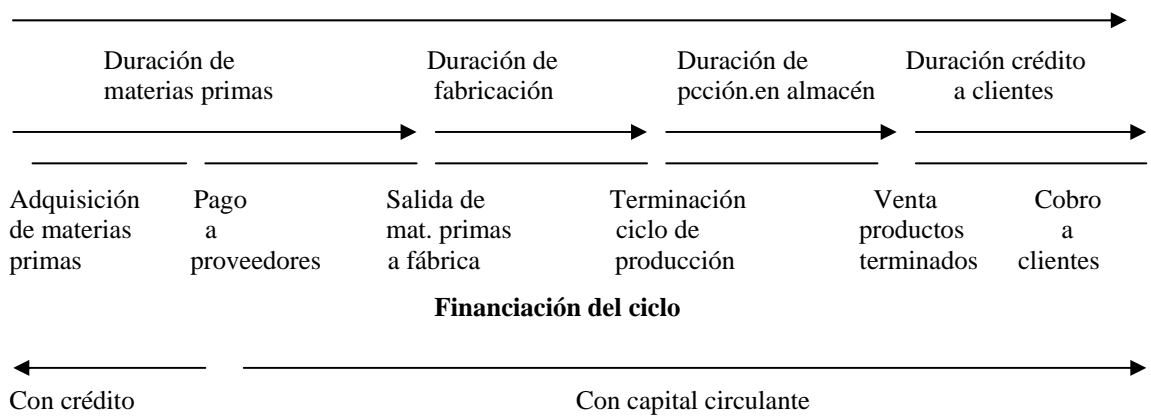 Duración de Duración de Duración de Duración crédito
materias primas fabricación pcción.en almacén a clientes
Adquisición Pago Salida de Terminación Venta Cobro
de materias a mat. primas ciclo de productos a
primas proveedores a fábrica producción terminados clientes
Financiación del ciclo
Con crédito Con capital circulante